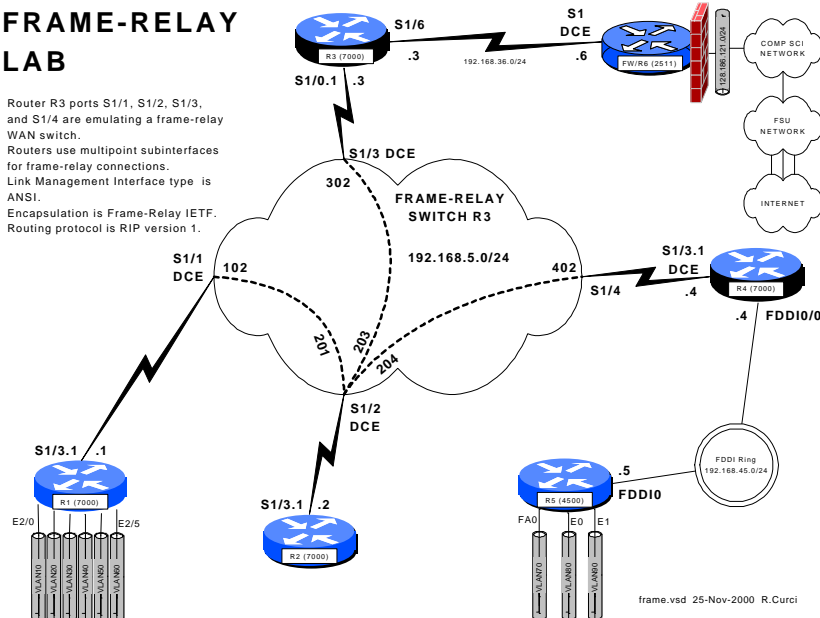 FRAME-RELAY
LAB
Router R3 ports S1/1, S1/2, S1/3,
and S1/4 are emulating a frame-relay
WAN switch.
Routers use multipoint subinterfaces
for frame-relay connections.
Link Management Interface type is
ANSI.
Encapsulation is Frame-Relay IETF.
Routing protocol is RIP version 1.
R3 (7000)
S1/6
.3
192.168.36.0/24
S1
DCE
.6
FW/R6 (2511)
128.186.121.0/24
COMP SCI
NETWORK
FSU
NETWORK
INTERNET
S1/0.1 .3
S1/3 DCE
302
FRAME-RELAY
SWITCH R3
192.168.5.0/24
S1/1
DCE
102
402
S1/4
S1/3.1
DCE
.4
R4 (7000)
.4 FDDI0/0
201
203
204
S1/2
DCE
S1/3.1 .1
R1 (7000)
E2/0
E2/5
VLAN10
VLAN20
VLAN30
VLAN40
VLAN50
VLAN60
S1/3.1 .2
R2 (7000)
FDDI Ring
192.168.45.0/24
.5
FDDI0
R5 (4500)
FA0
E0
E1
VLAN70
VLAN80
VLAN90
frame.vsd 25-Nov-2000 R.Curci